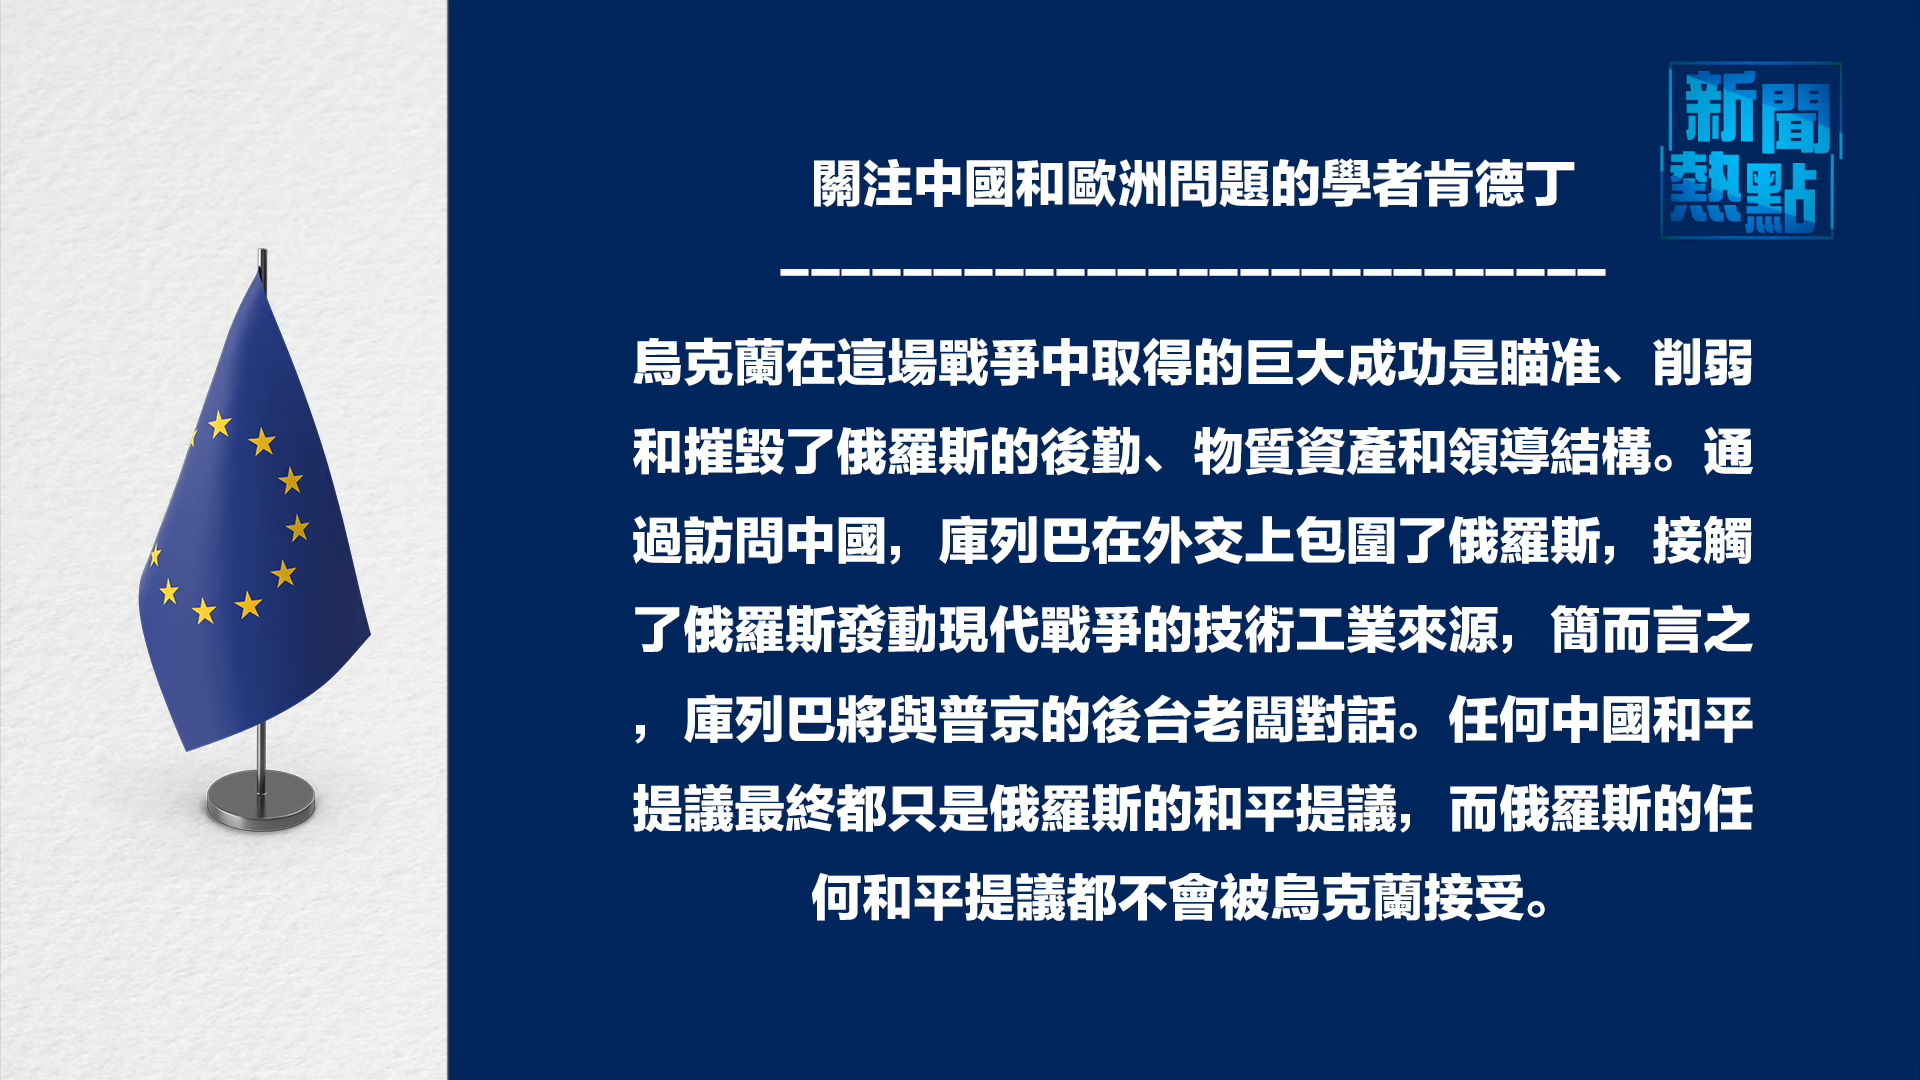 新聞
熱點
關注中國和歐洲問題的學者肯德丁
---------------------------
烏克蘭在這場戰爭中取得的巨大成功是瞄准、削弱
和摧毀了俄羅斯的後勤、物質資產和領導結構。通
過訪問中國，庫列巴在外交上包圍了俄羅斯，接觸
了俄羅斯發動現代戰爭的技術工業來源，簡而言之
，庫列巴將與普京的後台老闆對話。任何中國和平
提議最終都只是俄羅斯的和平提議，而俄羅斯的任
何和平提議都不會被烏克蘭接受。